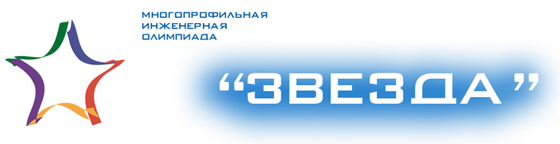 МНОГОПРОФИЛЬНАЯ
ИНЖЕНЕРНАЯ
ОЛИМПИАДА
“ЗВЕЗДА”